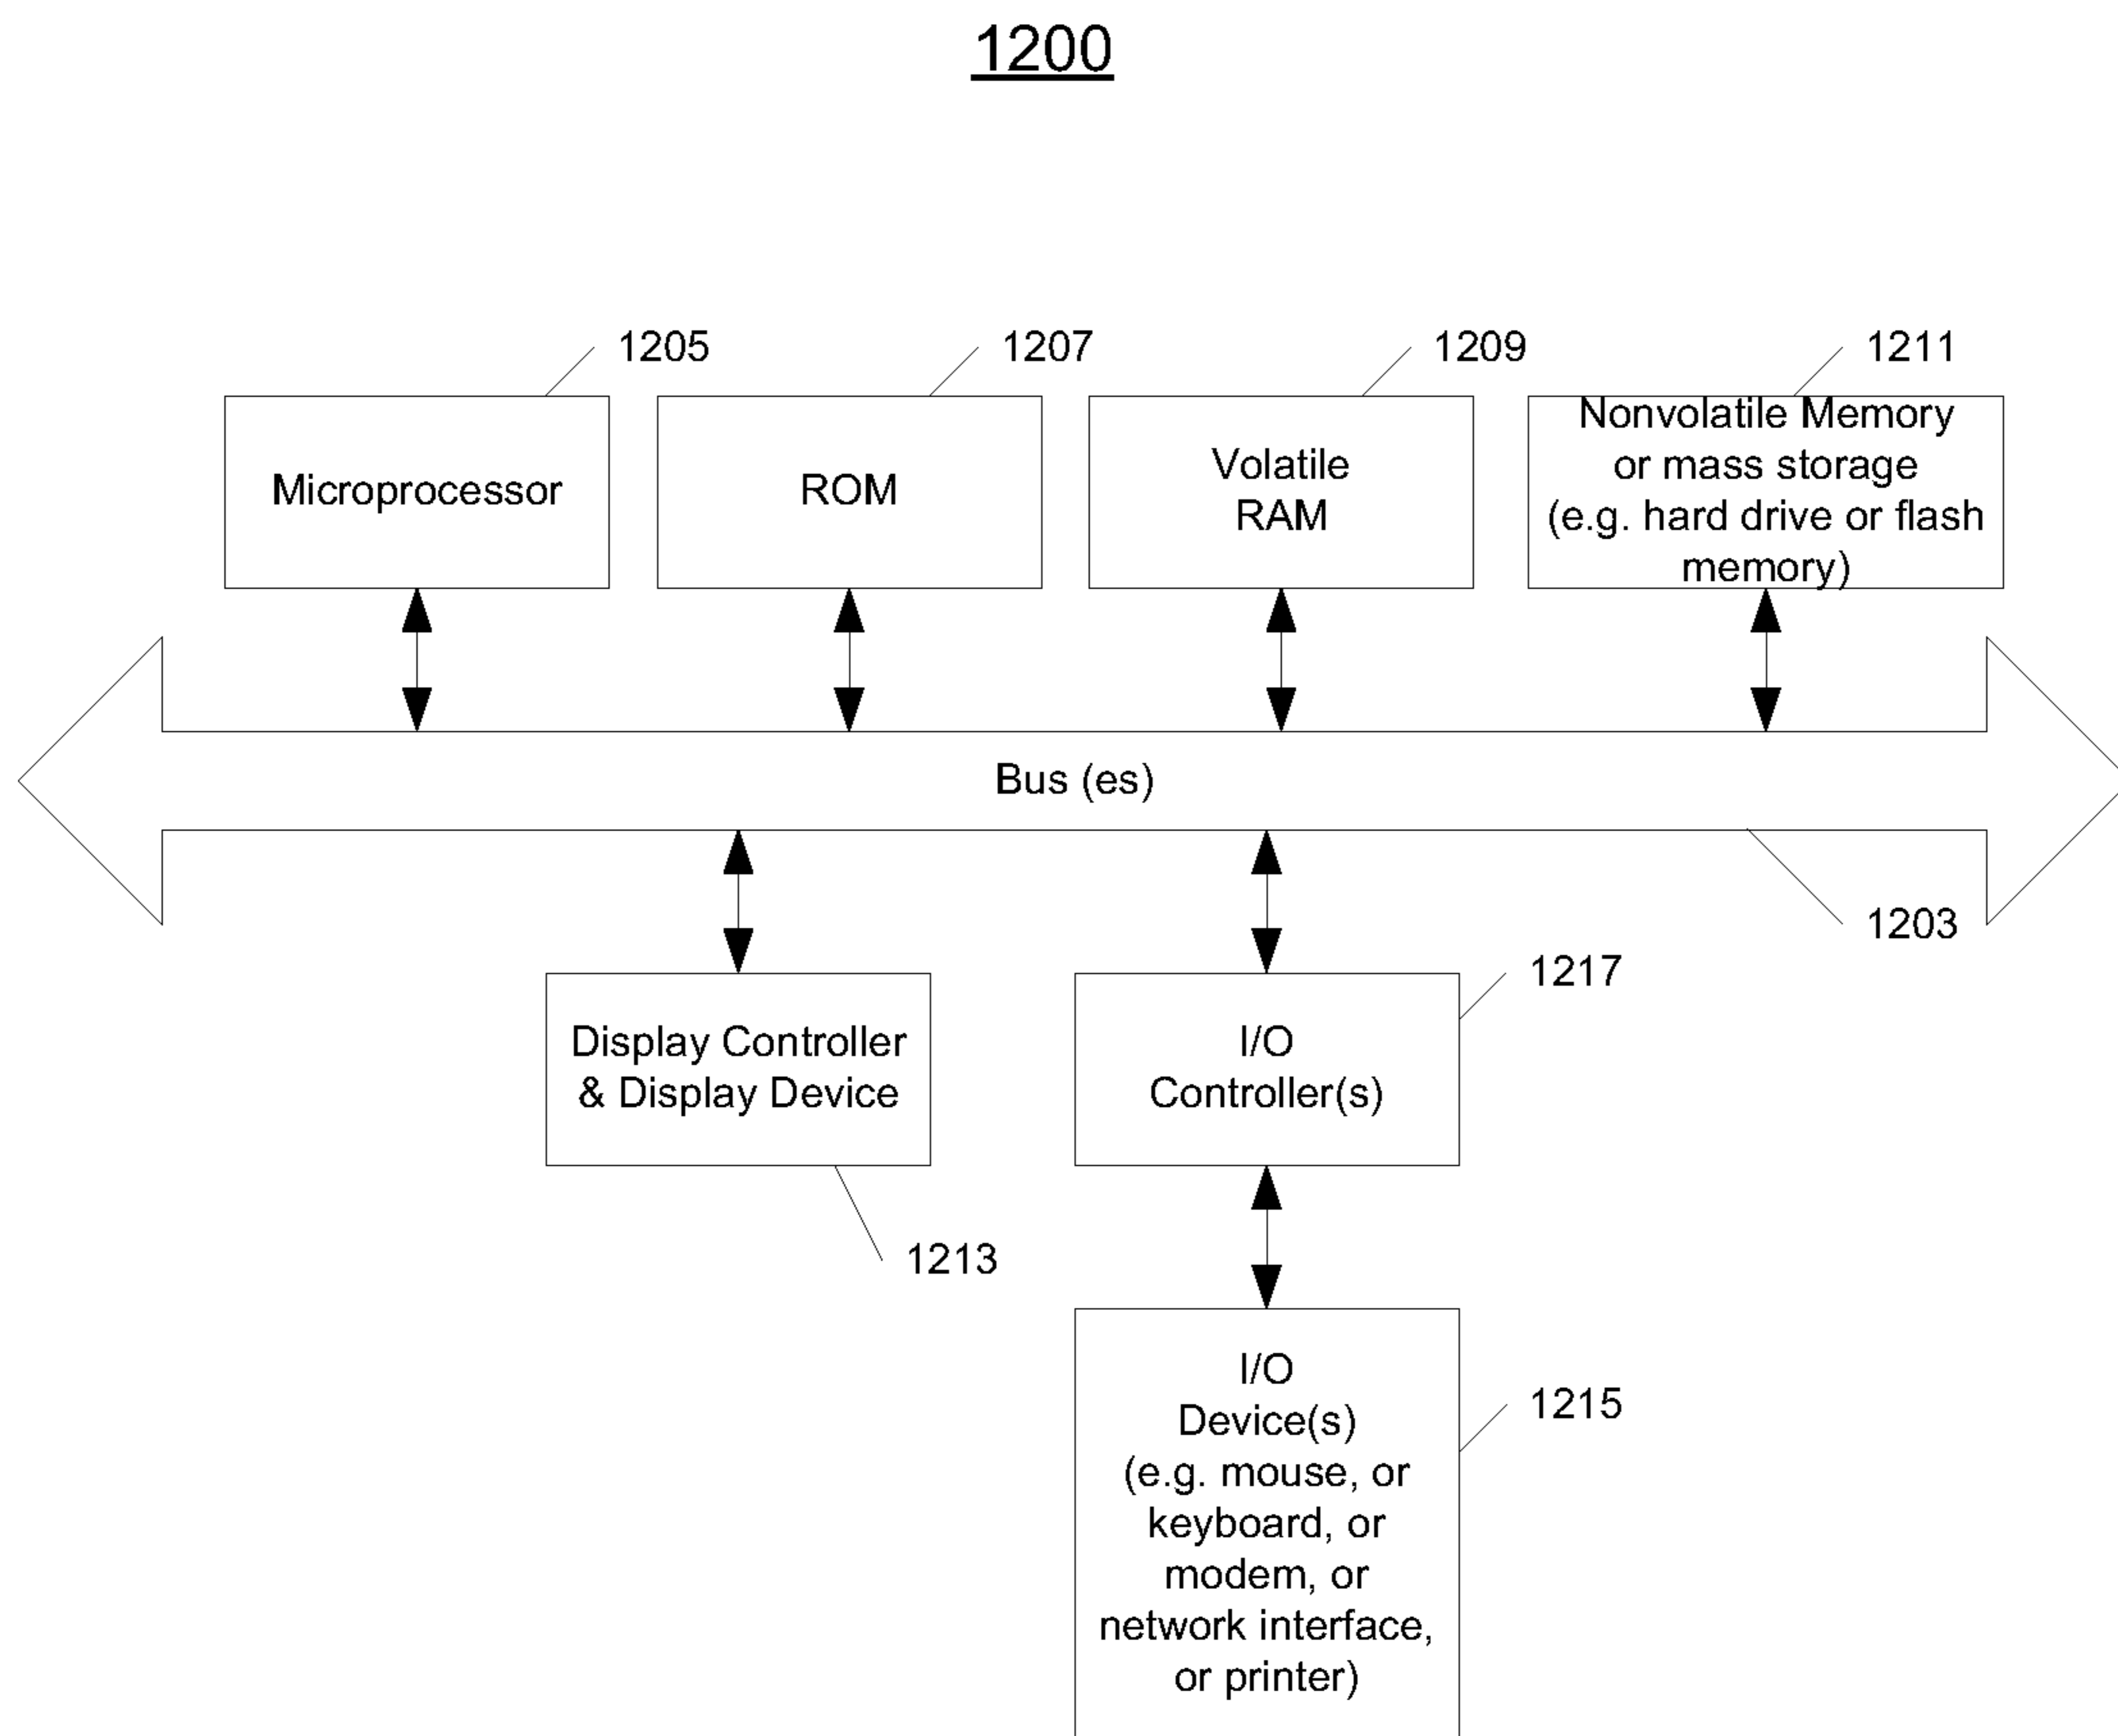 1200
1205
1207
1209
1211
Microprocessor
ROM
Volatile
RAM
Nonvolatile Memory
or mass storage
(e.g. hard drive or flash
memory)
Bus (es)
1203
1217
Display Controller
& Display Device
I/O
Controller(s)
1213
I/O
Device(s)
(e.g. mouse, or
keyboard, or
modem, or
network interface,
or printer)
1215